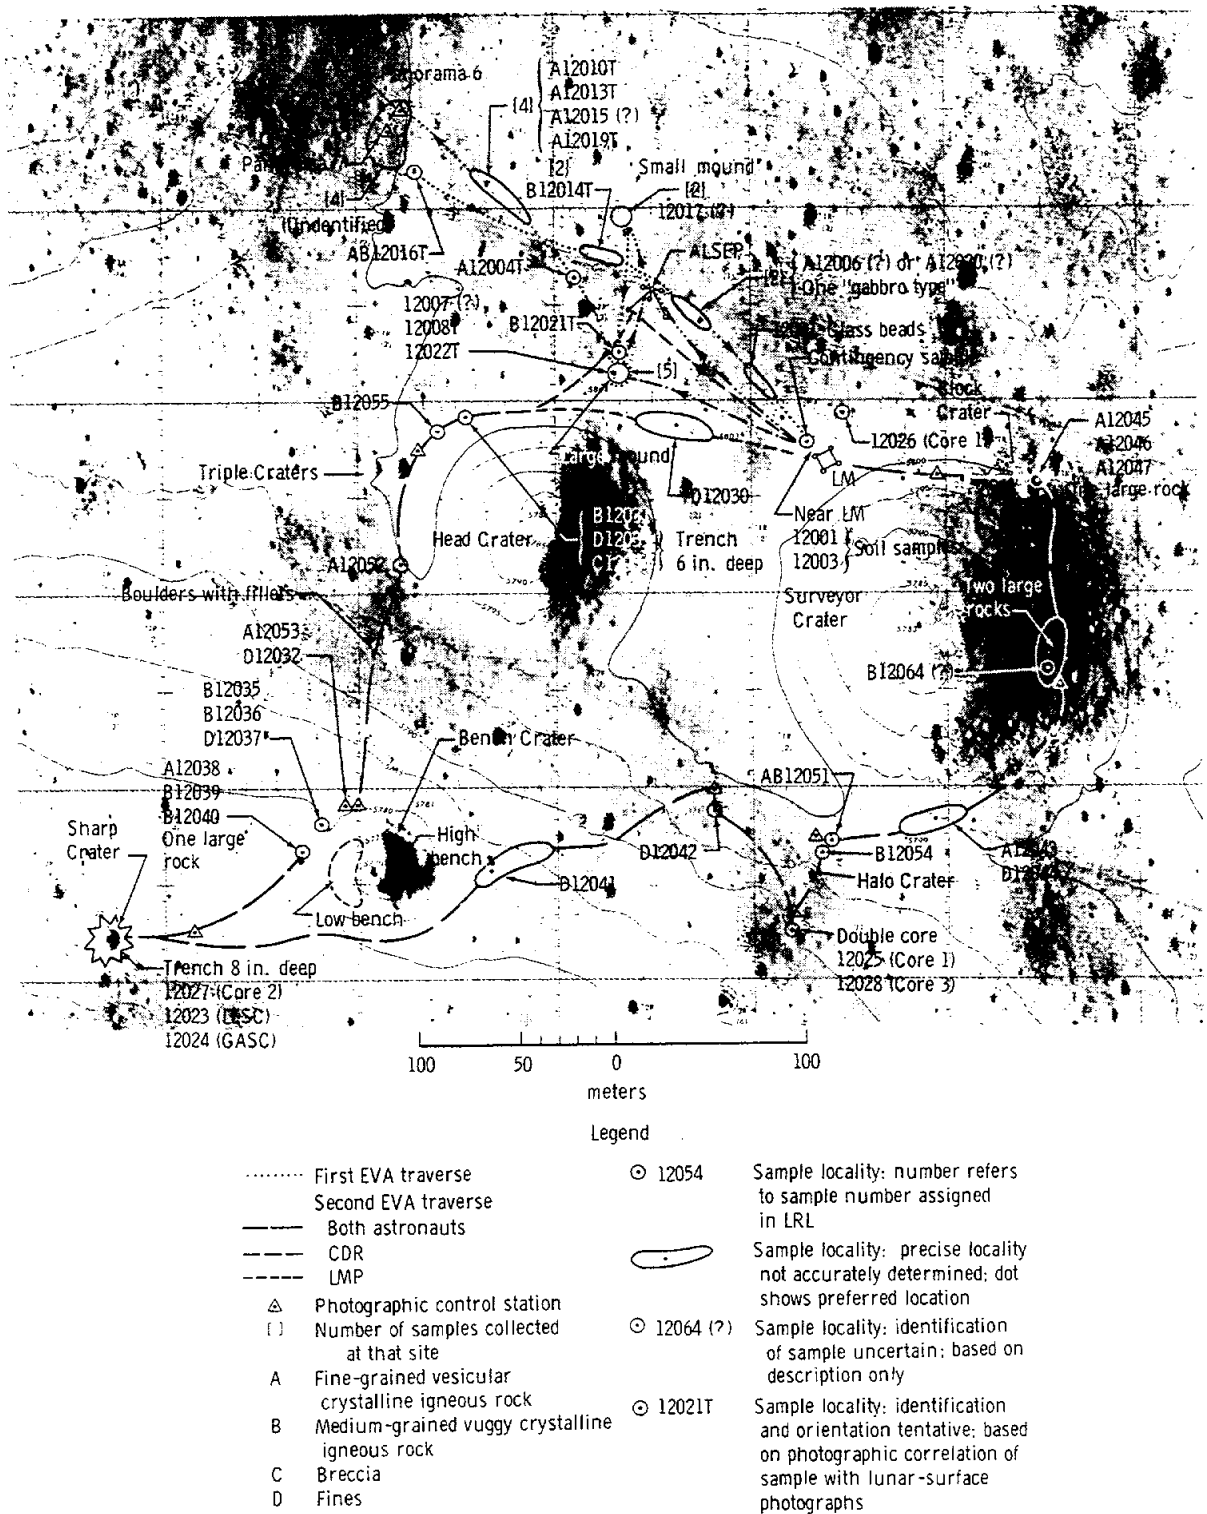 orama 6
[4]
A12010T
A12013T
A12015 (?)
A12019T
[2]
B12014T
Small mound
[2]
12017 (?)
[4]
(Undentified)
AB12016T
A12004T
ALSEP
A12006 (?) or A12020 (?)
One "gabbro type"
12007 (?)
12008T
12022T
B12021T
[5]
Glass beads
Contingency sample
Block
Crater
B12055
12026 (Core 1)
A12045
A12046
A12047
large rock
Triple Craters
Large mound
LM
D12030
Head Crater
Trench
6 in. deep
Near LM
12001
12003
Soil samples
A12052
Boulders with fillets
Surveyor
Crater
Two large
rocks
A12053
D12032
B12064 (?)
B12035
B12036
D12037
Bench Crater
AB12051
A12038
B12039
B12040
One large
rock
Sharp
Crater
High
bench
D12042
B12054
D12041
Halo Crater
Low bench
Double core
12025 (Core 1)
12028 (Core 3)
Trench 8 in. deep
12027 (Core 2)
12023 (LESC)
12024 (GASC)
100 50 0 100
meters
Legend
First EVA traverse
Second EVA traverse
Both astronauts
CDR
LMP
Photographic control station
[ ] Number of samples collected
at that site
A Fine-grained vesicular
crystalline igneous rock
B Medium-grained vuggy crystalline
igneous rock
C Breccia
D Fines
12054 Sample locality: number refers
to sample number assigned
in LRL
Sample locality: precise locality
not accurately determined; dot
shows preferred location
12064 (?) Sample locality: identification
of sample uncertain; based on
description only
12021T Sample locality: identification
and orientation tentative; based
on photographic correlation of
sample with lunar-surface
photographs